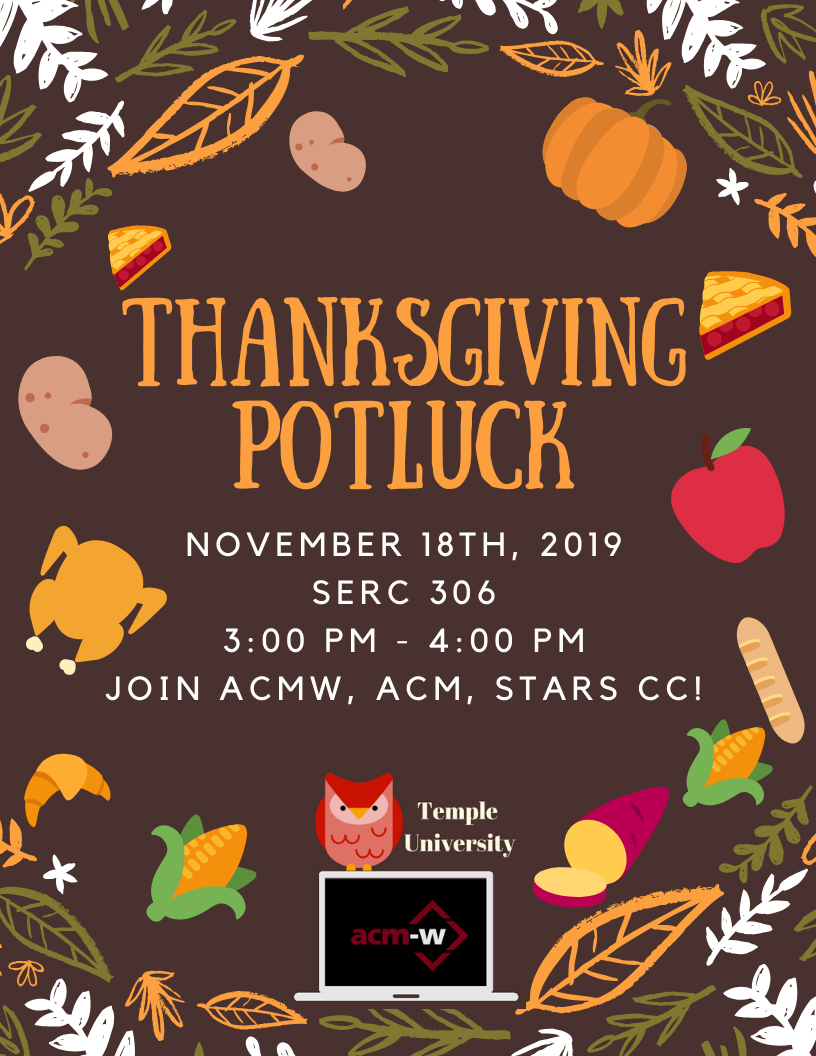 THANKSGIVING
POTLUCK
NOVEMBER 18TH, 2019
SERC 306
3:00 PM - 4:00 PM
JOIN ACMW, ACM, STARS CC!
Temple
University
acm-w